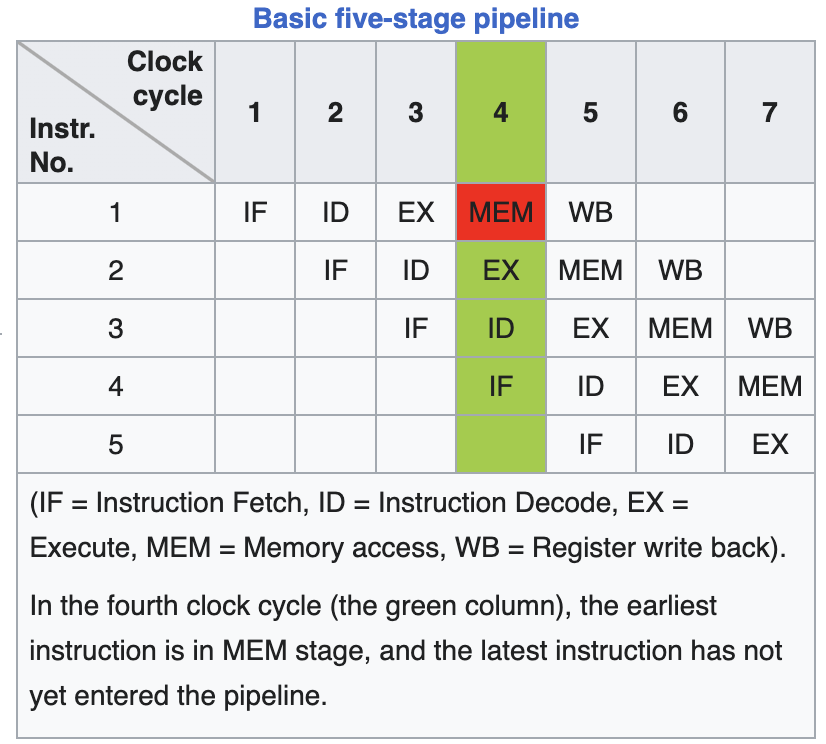 Basic five-stage pipeline
Clock
cycle
Instr.
No.
1 2 3 4 5 6 7
1 IF ID EX MEM WB
2 IF ID EX MEM WB
3 IF ID EX MEM WB
4 IF ID EX MEM
5 IF ID EX
(IF = Instruction Fetch, ID = Instruction Decode, EX =
Execute, MEM = Memory access, WB = Register write back).
In the fourth clock cycle (the green column), the earliest
instruction is in MEM stage, and the latest instruction has not
yet entered the pipeline.